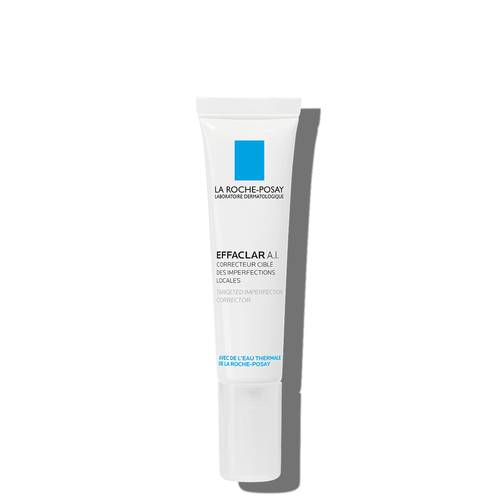 LA ROCHE-POSAY
LABORATOIRE DERMATOLOGIQUE
EFFACLAR A.I.
CORRECTEUR CIBLÉ
DES IMPERFECTIONS
LOCALES
TARGETED IMPERFECTION
CORRECTOR
AVEC DE L'EAU THERMALE
DE LA ROCHE-POSAY